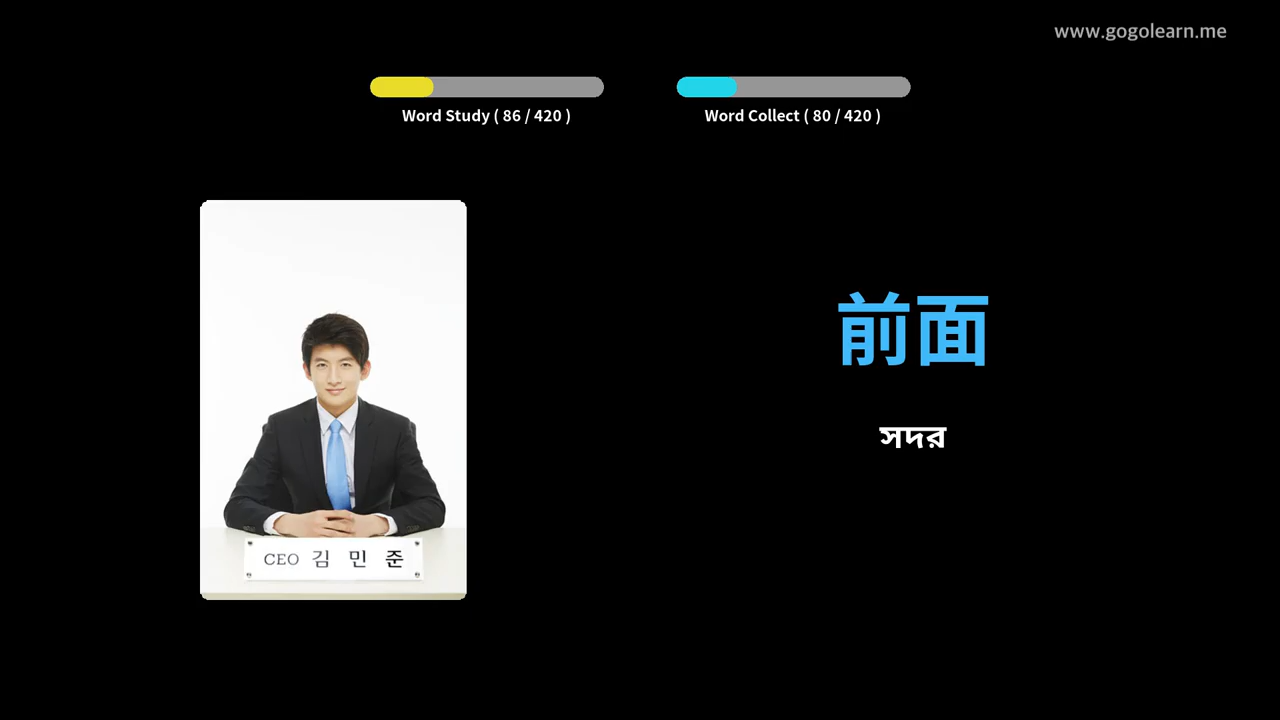 www.gogolearn.me
Word Study ( 86 / 420 )
Word Collect ( 80 / 420 )
前面
সদর
CEO 김 민 준